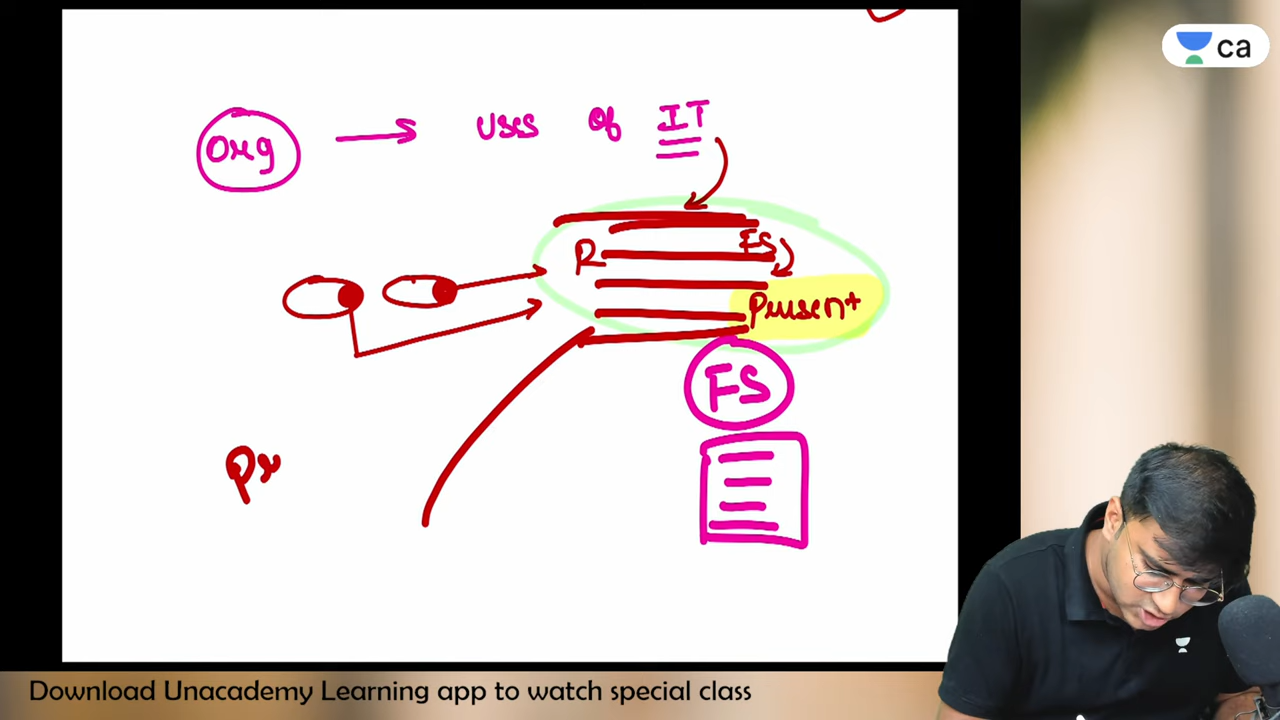 ca
Org → uses of IT
R FS
Present
FS
Pr
Download Unacademy Learning app to watch special class